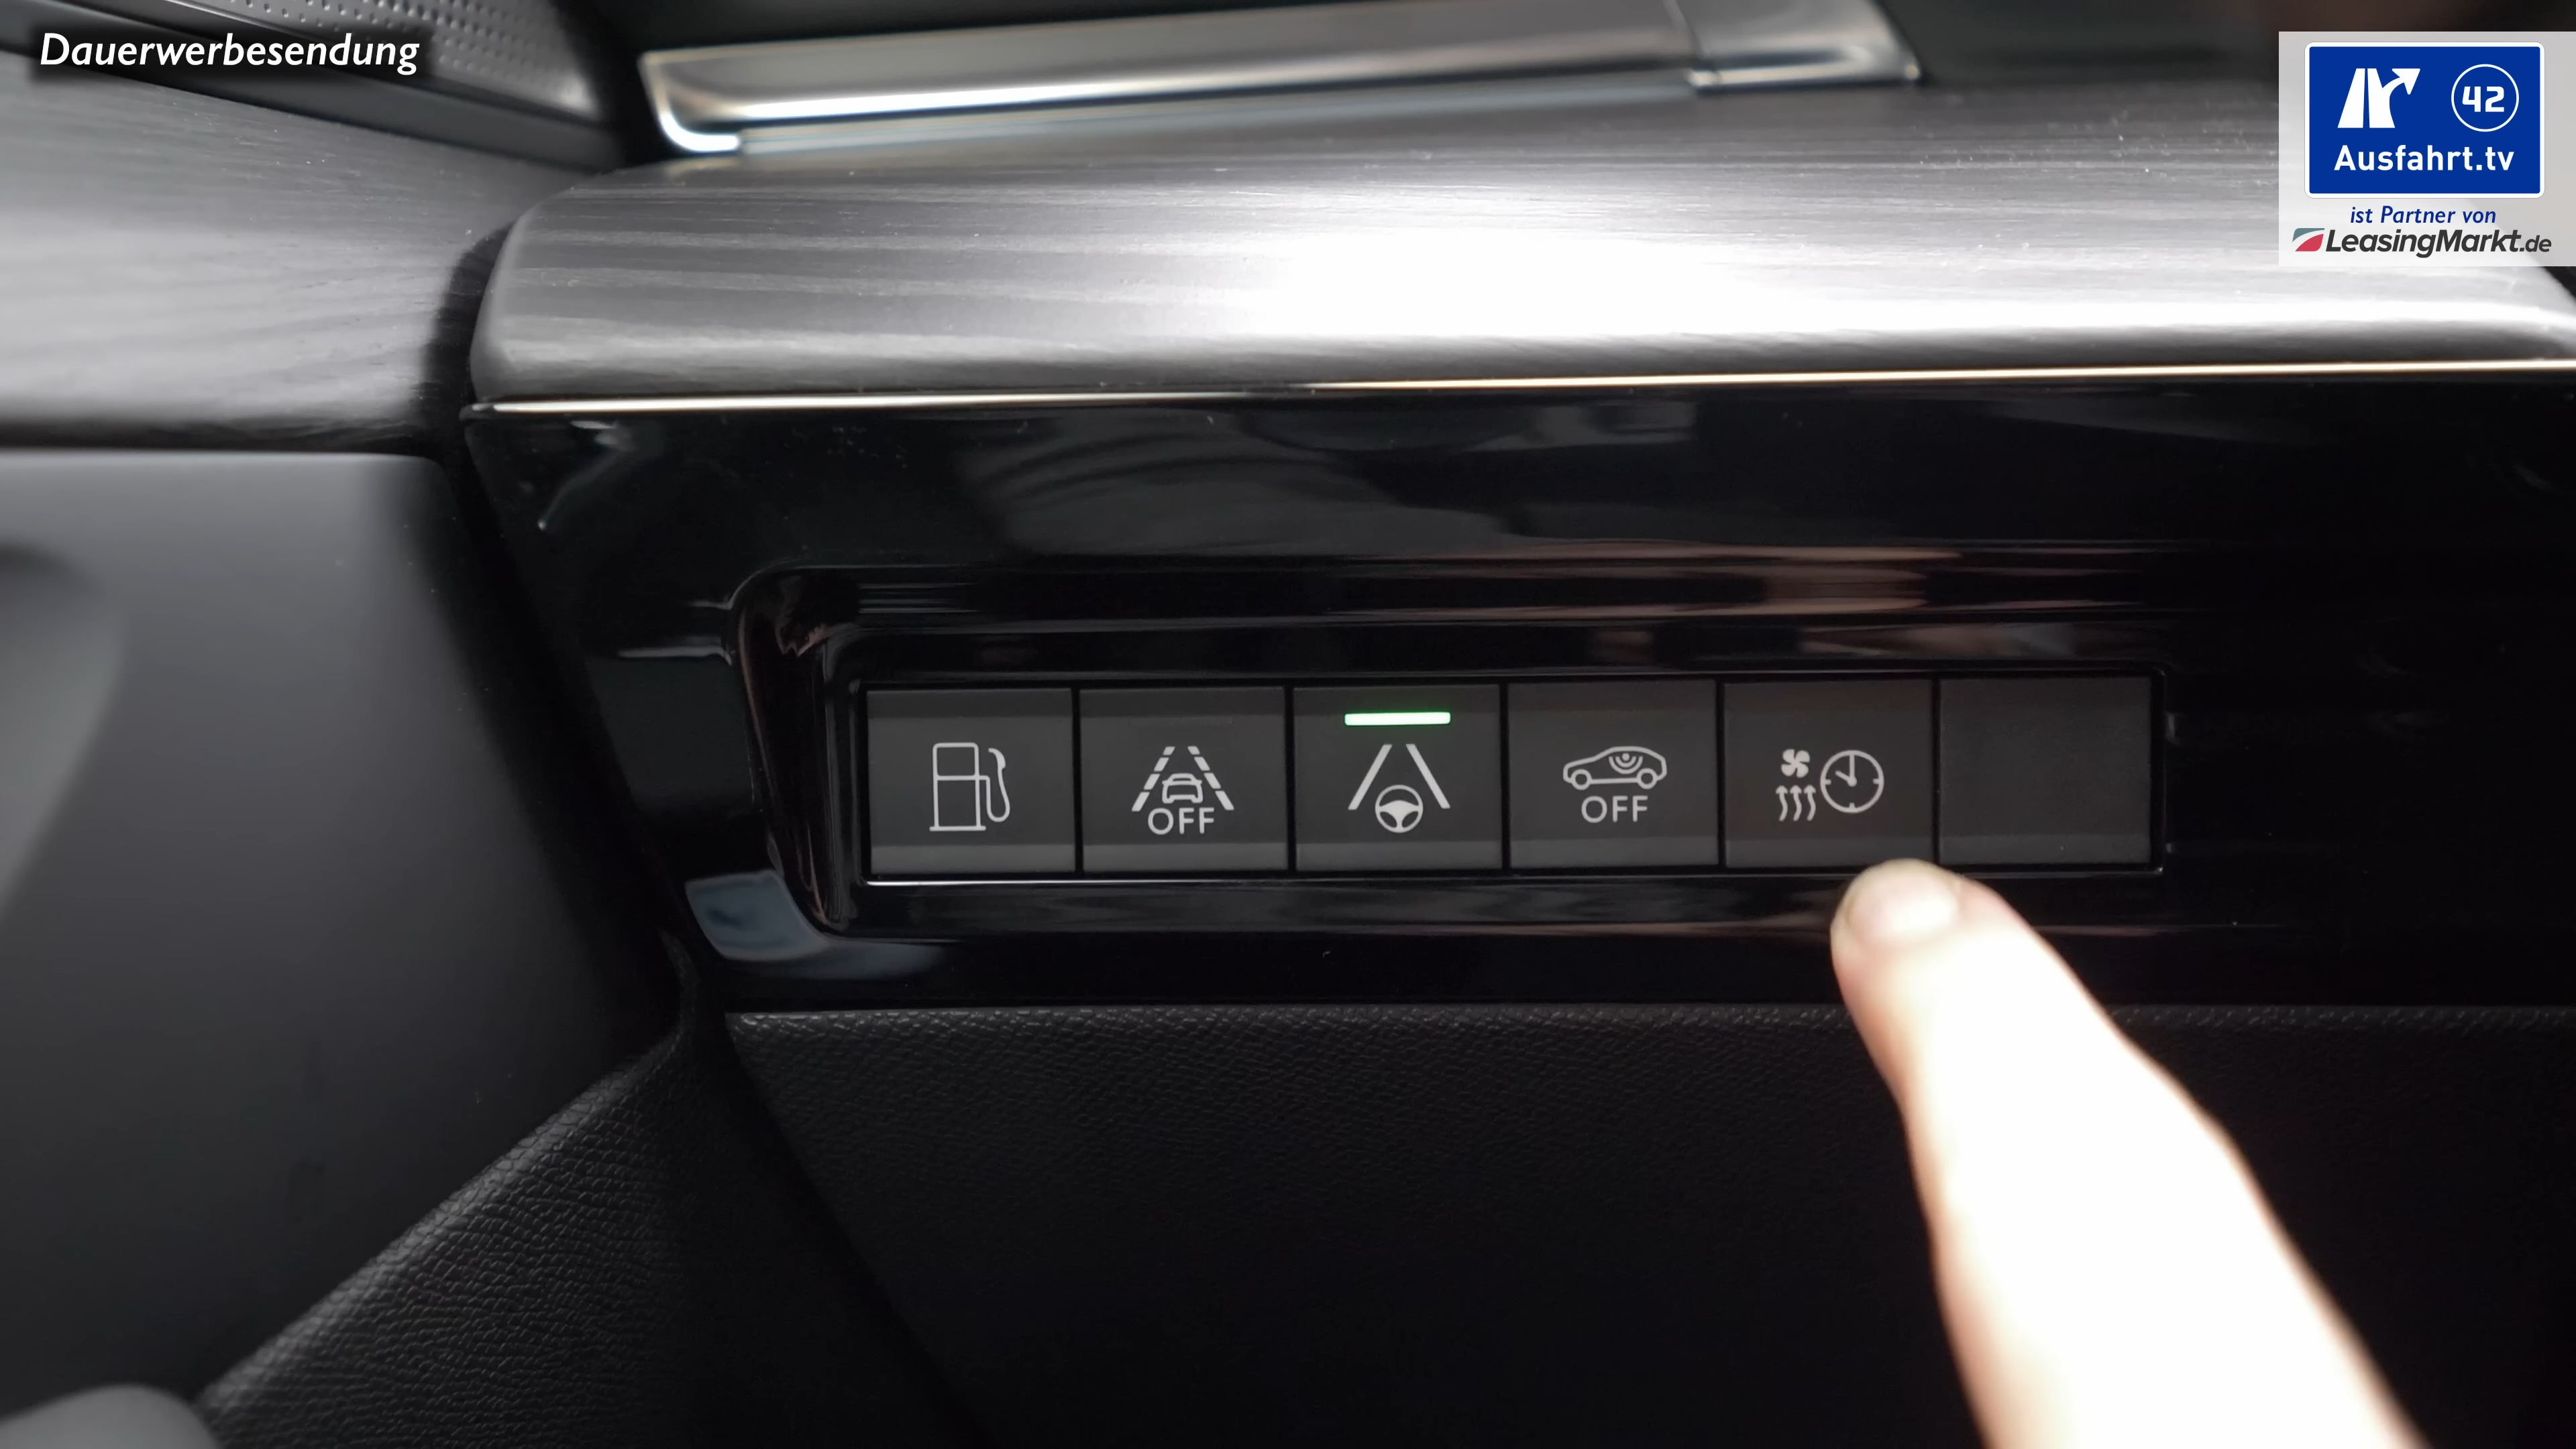 Dauerwerbesendung
42
Ausfahrt.tv
ist Partner von
LeasingMarkt.de
OFF
OFF